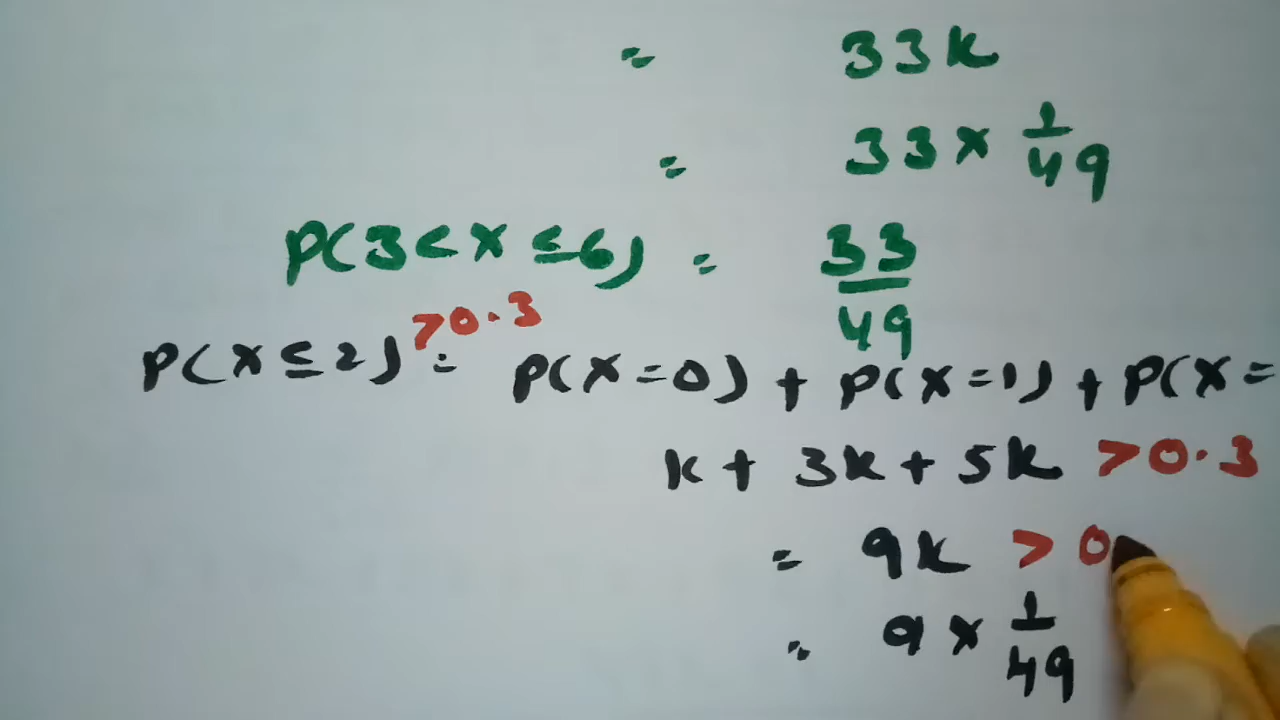 = 33k
= 33 × 1/49
P(3 < X ≤ 6) = 33/49
P(X ≤ 2) >0.3 = P(X=0) + P(X=1) + P(X=
k + 3k + 5k >0.3
= 9k > 0
= 9 × 1/49